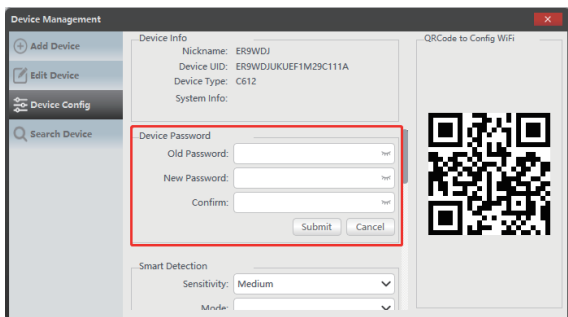 Device Management
Add Device
Edit Device
Device Config
Search Device
Device Info
Nickname: ER9WDJ
Device UID: ER9WDJUKUEF1M29C111A
Device Type: C612
System Info:
Device Password
Old Password:
New Password:
Confirm:
Submit Cancel
Smart Detection
Sensitivity: Medium
Mode:
QRCode to Config WiFi